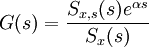 G(s) = \frac{S_{x,s}(s)e^{\alpha s}}{S_x(s)}